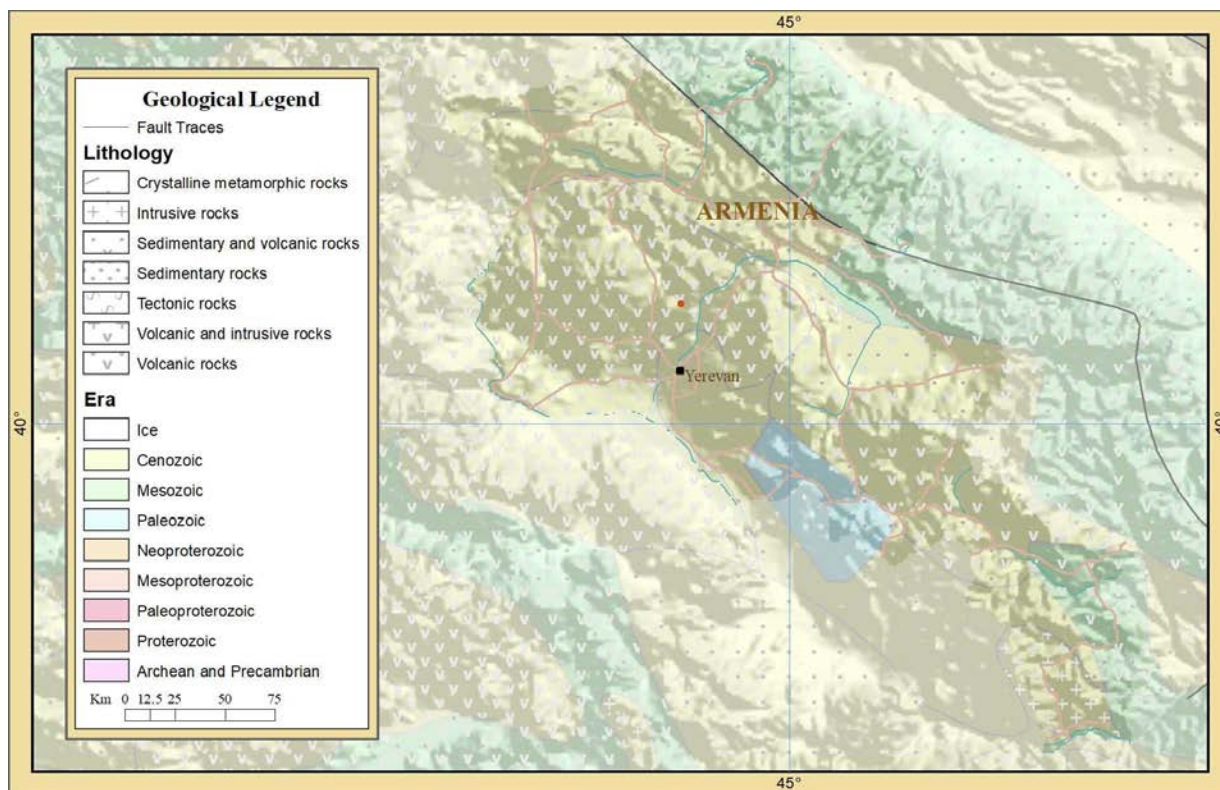 45°
Geological Legend
Fault Traces
Lithology
Crystalline metamorphic rocks
Intrusive rocks
Sedimentary and volcanic rocks
Sedimentary rocks
Tectonic rocks
Volcanic and intrusive rocks
Volcanic rocks
Era
Ice
Cenozoic
Mesozoic
Paleozoic
Neoproterozoic
Mesoproterozoic
Paleoproterozoic
Proterozoic
Archean and Precambrian
Km 0 12.5 25 50 75
ARMENIA
Yerevan
40°
40°
45°